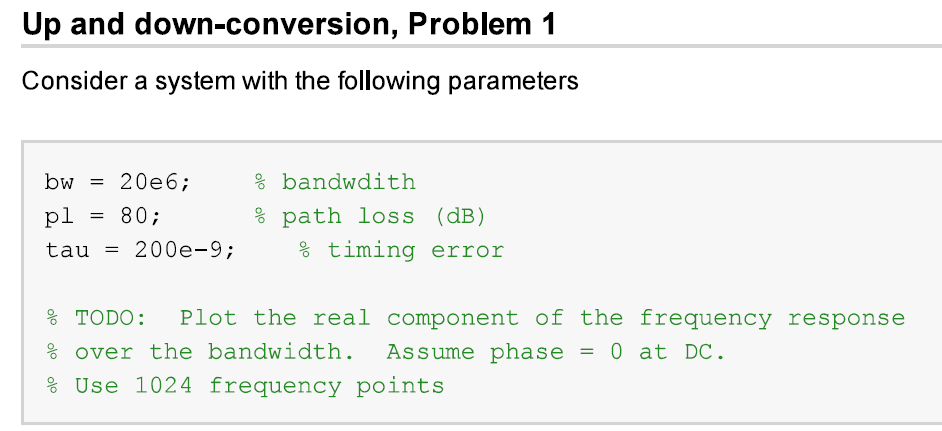 Up and down-conversion, Problem 1
Consider a system with the following parameters
bw = 20e6;    % bandwdith
pl = 80;      % path loss (dB)
tau = 200e-9;    % timing error
% TODO:  Plot the real component of the frequency response
% over the bandwidth.  Assume phase = 0 at DC.
% Use 1024 frequency points